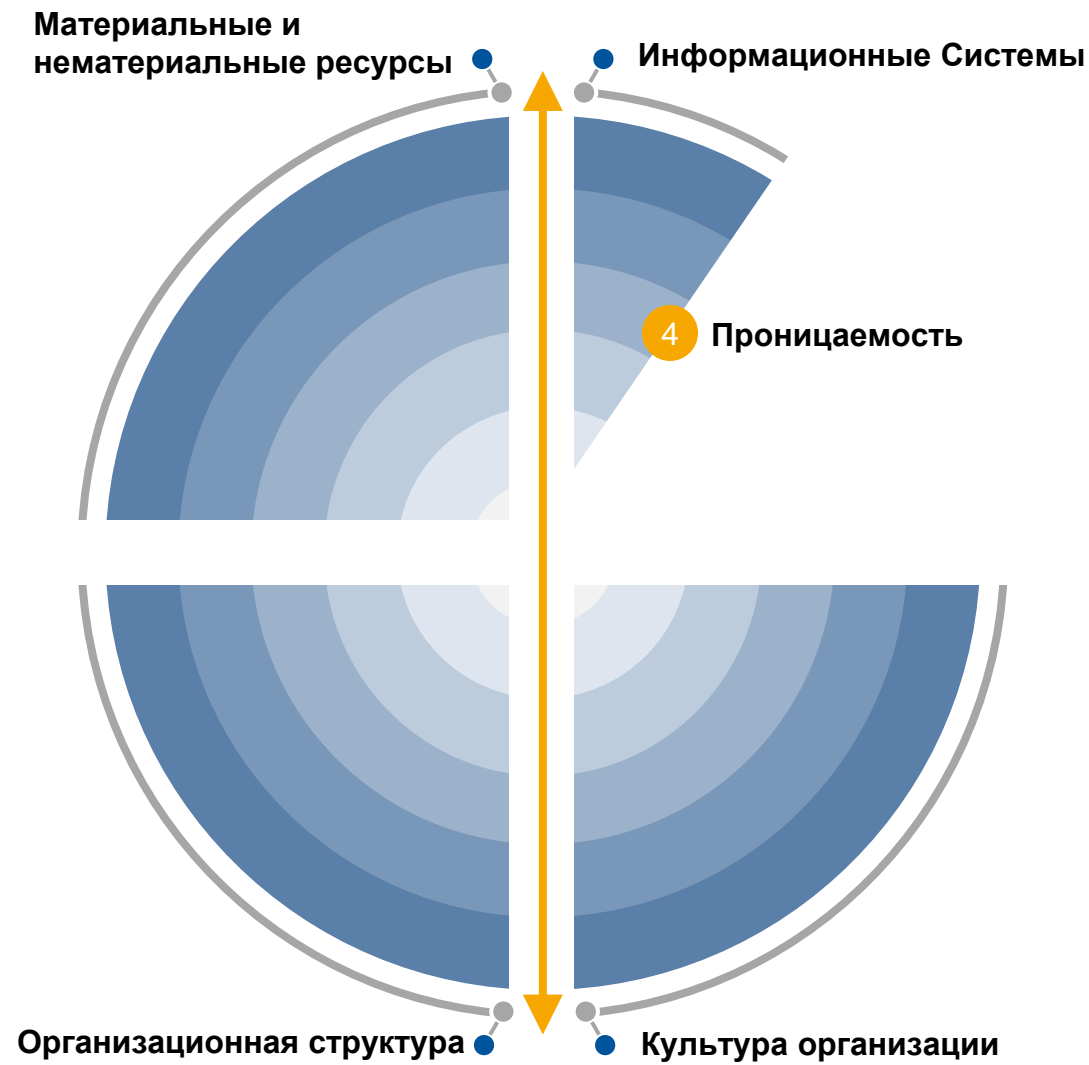 Материальные и
нематериальные ресурсы
Информационные Системы
4
Проницаемость
Организационная структура
Культура организации